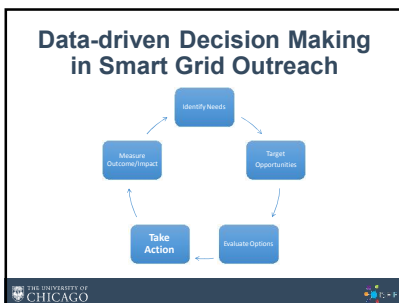 Data-driven Decision Making
in Smart Grid Outreach
Identify Needs
Measure
Outcome/Impact
Target
Opportunities
Take
Action
Evaluate Options
THE UNIVERSITY OF
CHICAGO